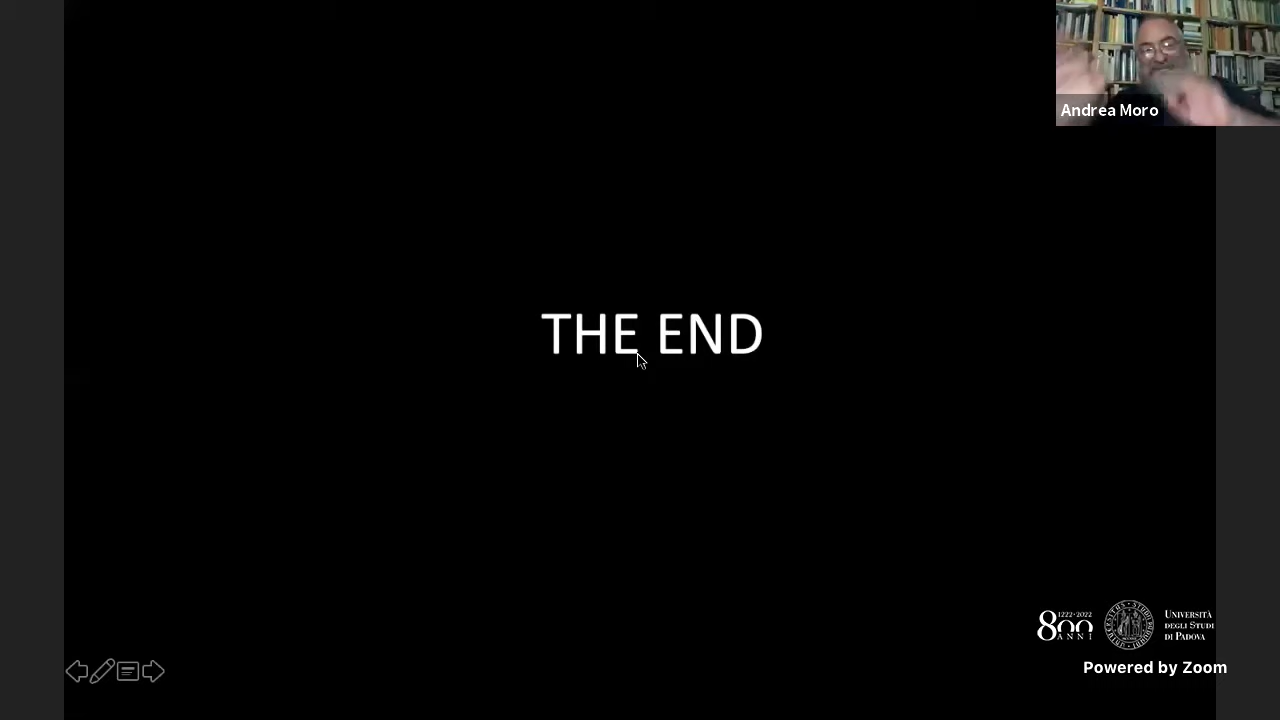 Andrea Moro
THE END
1222·2022
800
ANNI
UNIVERSITÀ
DEGLI STUDI
DI PADOVA
Powered by Zoom